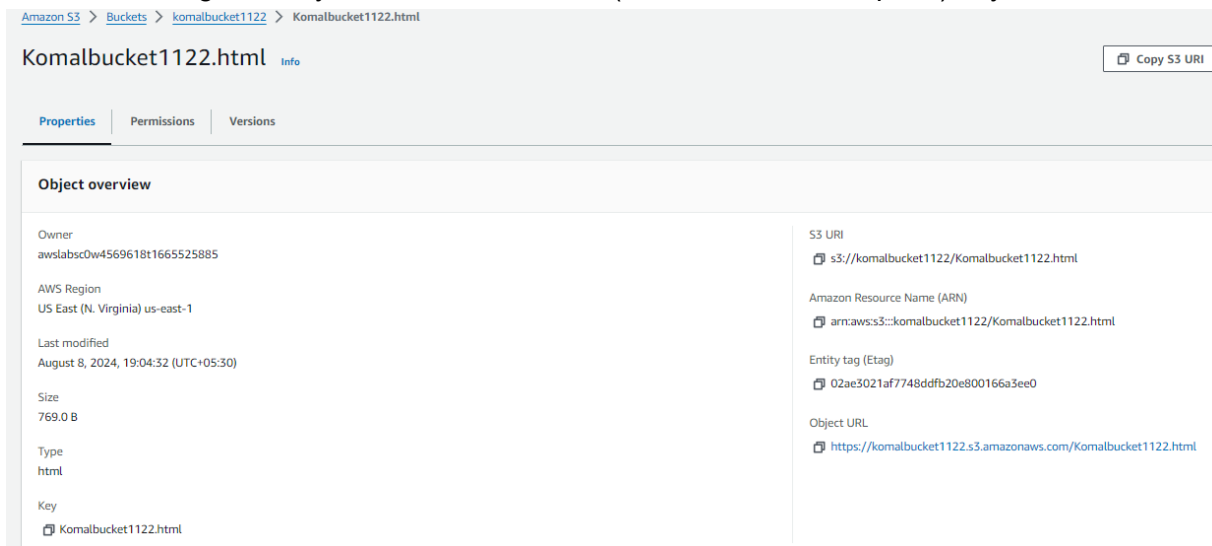 Amazon S3 > Buckets > komalbucket1122 > Komalbucket1122.html
Komalbucket1122.html Info
Copy S3 URI
Properties
Permissions
Versions
Object overview
Owner
awslabsc0w4569618t1665525885
AWS Region
US East (N. Virginia) us-east-1
Last modified
August 8, 2024, 19:04:32 (UTC+05:30)
Size
769.0 B
Type
html
Key
Komalbucket1122.html
S3 URI
s3://komalbucket1122/Komalbucket1122.html
Amazon Resource Name (ARN)
arn:aws:s3:::komalbucket1122/Komalbucket1122.html
Entity tag (Etag)
02ae3021af7748ddfb20e800166a3ee0
Object URL
https://komalbucket1122.s3.amazonaws.com/Komalbucket1122.html